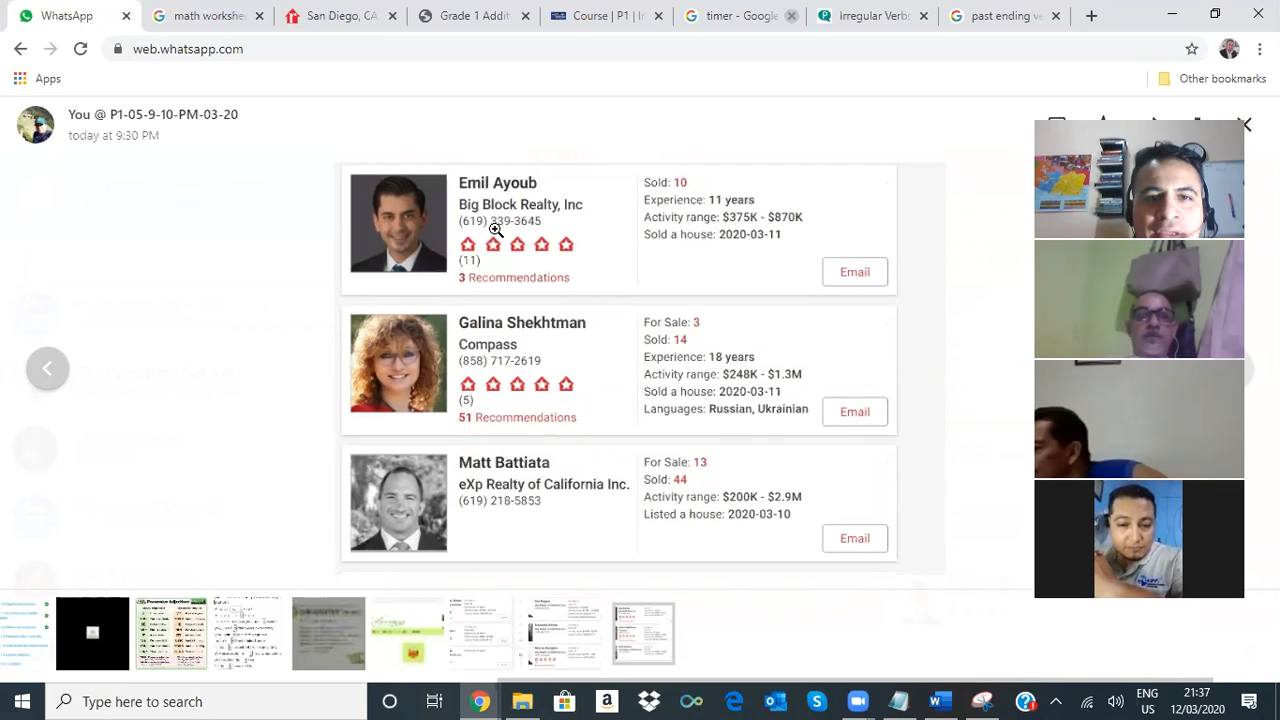 WhatsApp
my workshe
San Diego, CA
Grade 1 Addit
Course | P1 | In
time - Google
Irregular Verbs
past ending ve
web.whatsapp.com
Apps
Other bookmarks
You @ P1-05-9-10-PM-03-20
today at 9:30 PM
Emil Ayoub
Big Block Realty, Inc
(619) 339-3645
(11)
3 Recommendations
Sold: 10
Experience: 11 years
Activity range: $375K - $870K
Sold a house: 2020-03-11
Email
Galina Shekhtman
Compass
(858) 717-2619
(5)
51 Recommendations
For Sale: 3
Sold: 14
Experience: 18 years
Activity range: $248K - $1.3M
Sold a house: 2020-03-11
Languages: Russian, Ukrainian
Email
Matt Battiata
eXp Realty of California Inc.
(619) 218-5853
For Sale: 13
Sold: 44
Activity range: $200K - $2.9M
Listed a house: 2020-03-10
Email
Type here to search
ENG
US
21:37
12/03/2020